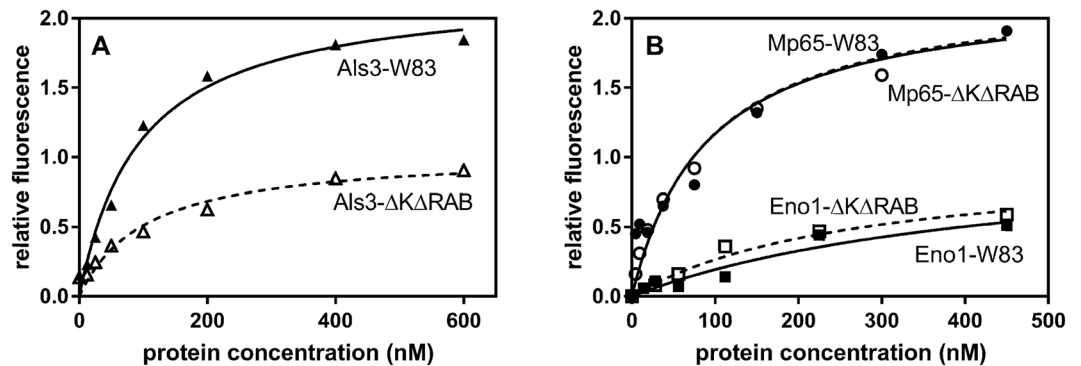 A
relative fluorescence
2.0
1.5
1.0
0.5
0.0
Als3-W83
Als3-ΔKΔRAB
0
200
400
600
protein concentration (nM)
B
relative fluorescence
2.0
1.5
1.0
0.5
0.0
Mp65-W83
Mp65-ΔKΔRAB
Eno1-ΔKΔRAB
Eno1-W83
0
100
200
300
400
500
protein concentration (nM)